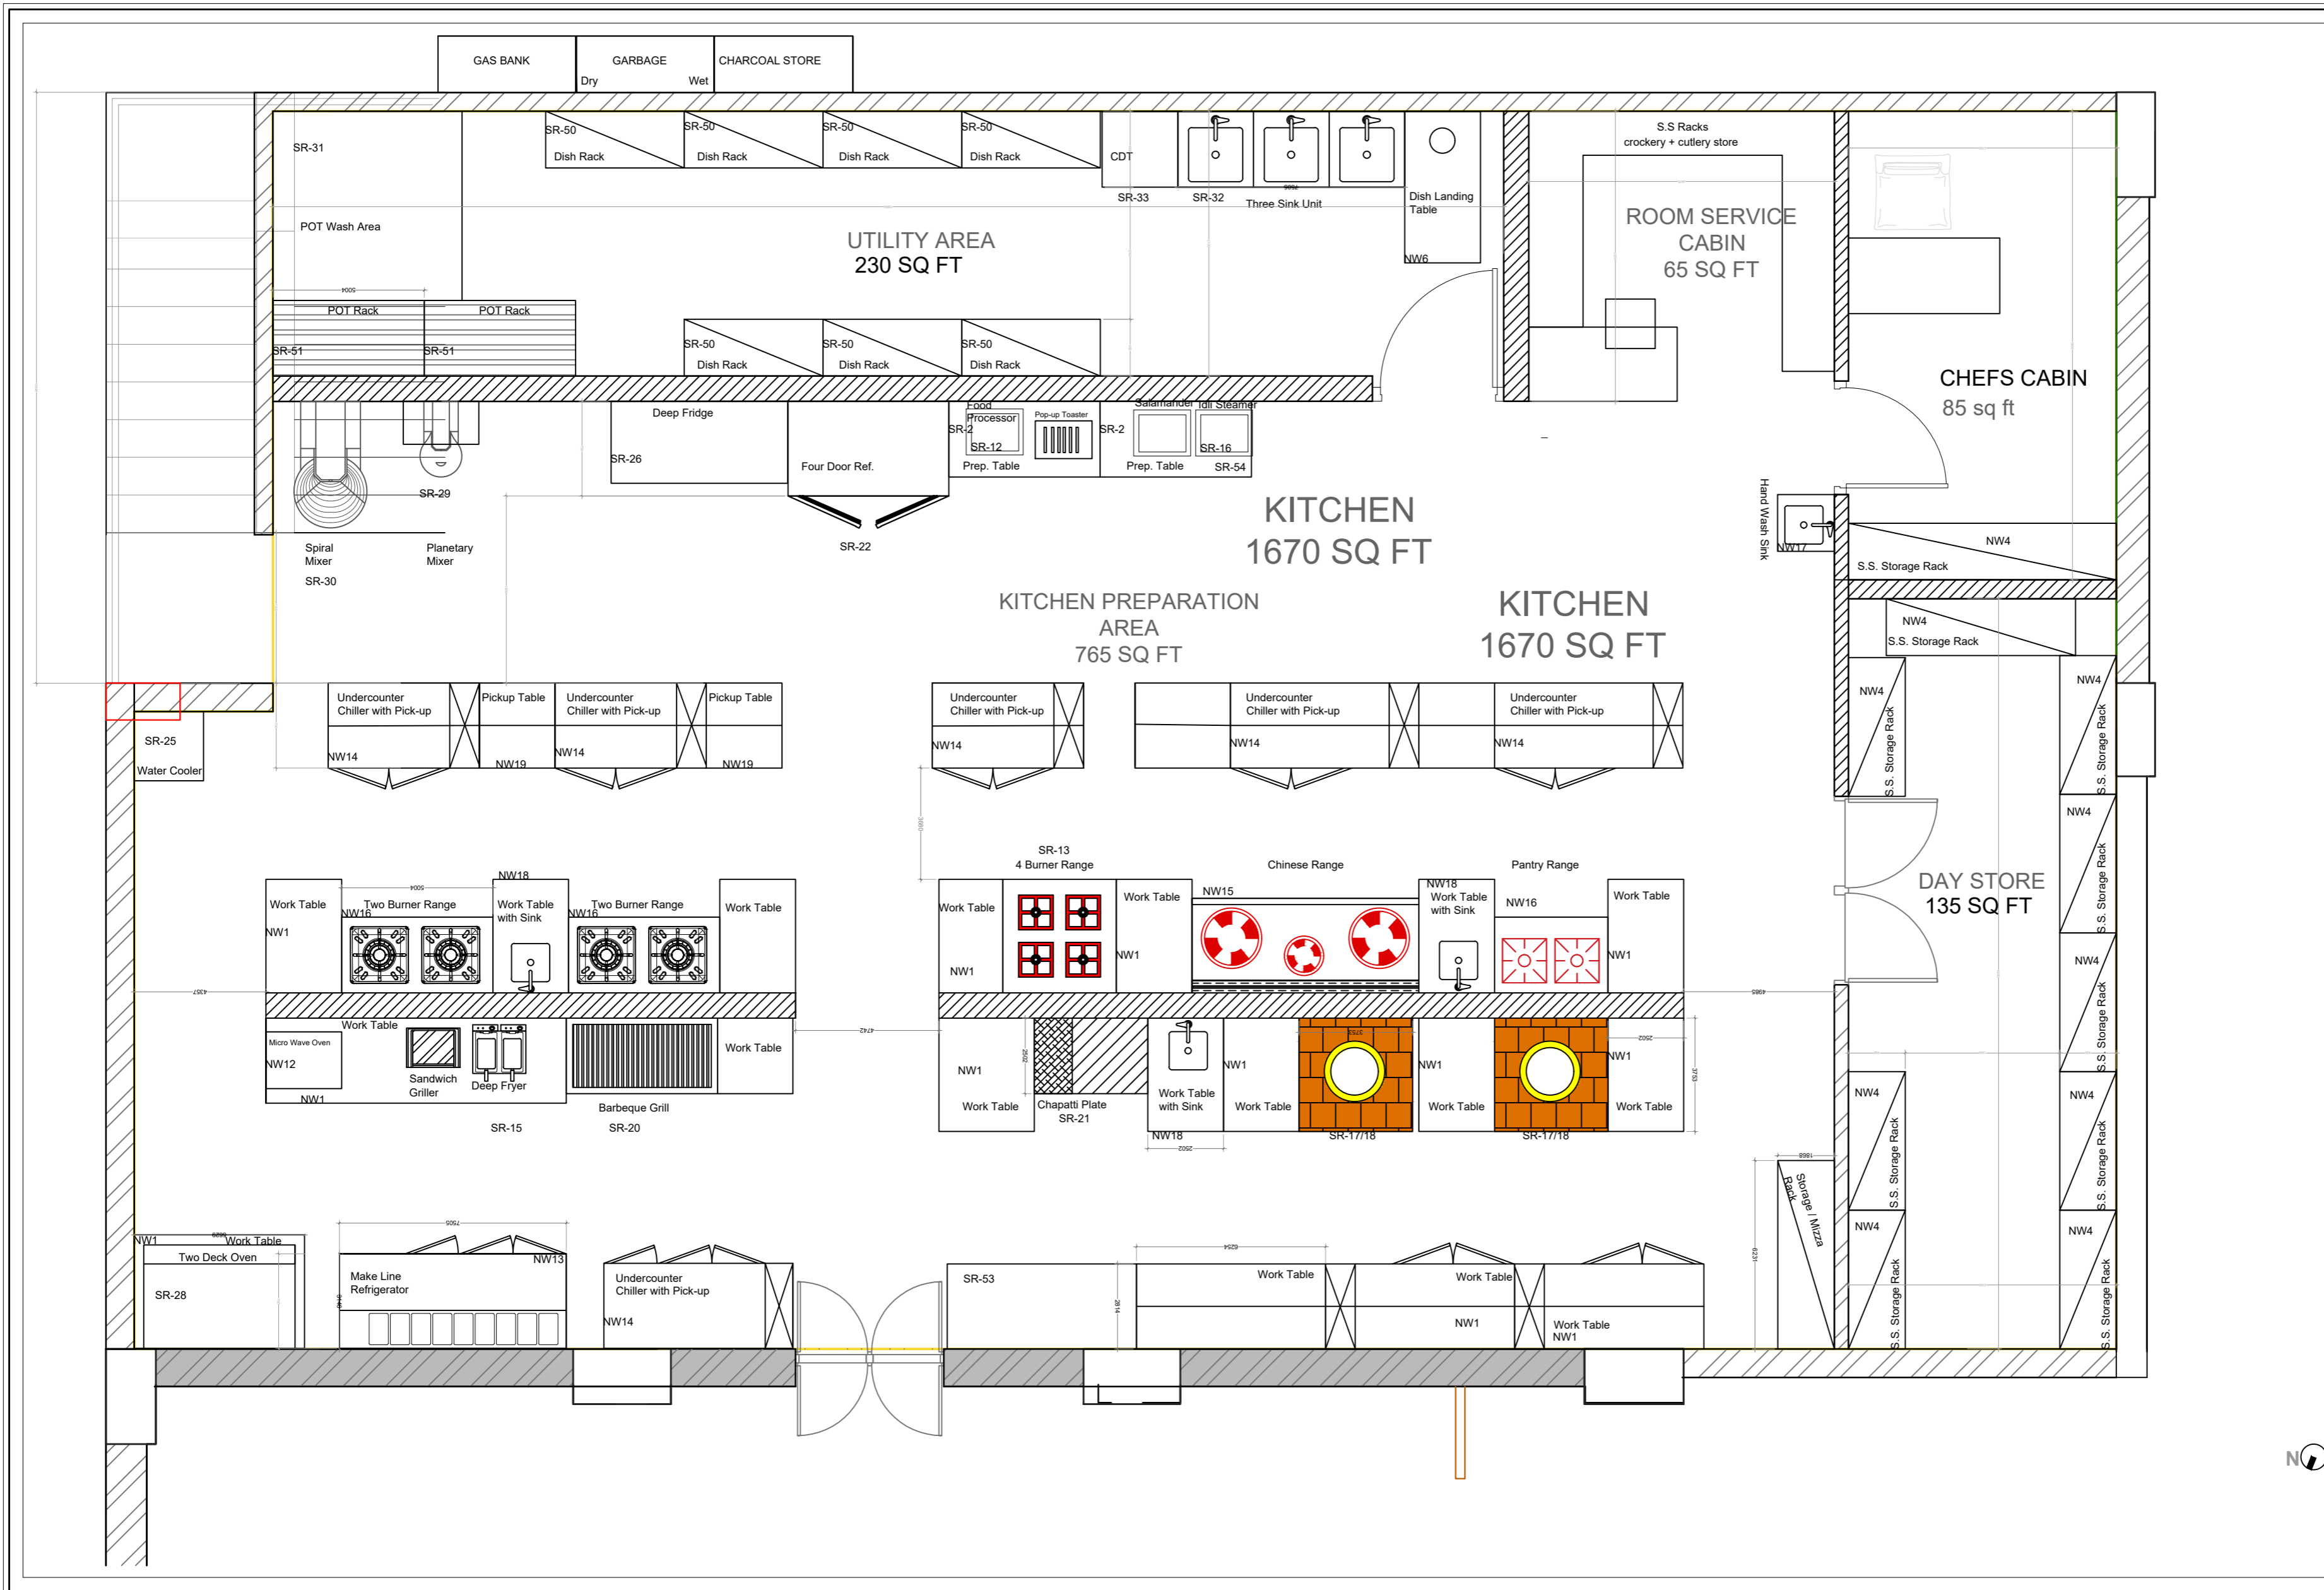 GAS BANK
GARBAGE
Dry
Wet
CHARCOAL STORE
SR-31
POT Wash Area
SR-50
Dish Rack
SR-50
Dish Rack
SR-50
Dish Rack
SR-50
Dish Rack
CDT
SR-33
SR-32
7505
Three Sink Unit
Dish Landing
Table
NW6
S.S Racks
crockery + cutlery store
ROOM SERVICE
CABIN
65 SQ FT
UTILITY AREA
230 SQ FT
5004
POT Rack
POT Rack
SR-51
SR-51
SR-50
Dish Rack
SR-50
Dish Rack
SR-50
Dish Rack
CHEFS CABIN
85 sq ft
Deep Fridge
SR-26
Four Door Ref.
SR-22
Food
Processor
SR-2
SR-12
Pop-up Toaster
Prep. Table
SR-2
Salamander
Idli Steamer
SR-16
Prep. Table
SR-54
SR-29
Spiral
Mixer
SR-30
Planetary
Mixer
KITCHEN
1670 SQ FT
Hand Wash Sink
NW17
NW4
S.S. Storage Rack
KITCHEN PREPARATION
AREA
765 SQ FT
KITCHEN
1670 SQ FT
NW4
S.S. Storage Rack
NW4
S.S. Storage Rack
NW4
S.S. Storage Rack
SR-25
Water Cooler
Undercounter
Chiller with Pick-up
NW14
Pickup Table
NW19
Undercounter
Chiller with Pick-up
NW14
Pickup Table
NW19
Undercounter
Chiller with Pick-up
NW14
Undercounter
Chiller with Pick-up
NW14
Undercounter
Chiller with Pick-up
NW14
NW4
S.S. Storage Rack
SR-13
4 Burner Range
Chinese Range
Pantry Range
DAY STORE
135 SQ FT
Work Table
NW1
5004
NW16
Two Burner Range
NW18
Work Table
with Sink
NW16
Two Burner Range
Work Table
Work Table
NW1
Work Table
NW1
NW15
NW18
Work Table
with Sink
NW16
Work Table
NW1
4357
4985
NW4
S.S. Storage Rack
Micro Wave Oven
NW12
NW1
Work Table
Sandwich
Griller
Deep Fryer
SR-15
Barbeque Grill
SR-20
Work Table
4742
NW1
Work Table
2502
Chapatti Plate
SR-21
Work Table
with Sink
NW18
2502
NW1
Work Table
3753
SR-17/18
NW1
Work Table
SR-17/18
2502
NW1
Work Table
3753
NW4
S.S. Storage Rack
NW4
S.S. Storage Rack
1868
Storage / Mizza
Rack
6231
NW4
S.S. Storage Rack
NW4
S.S. Storage Rack
NW1
Work Table
Two Deck Oven
SR-28
7505
NW13
Make Line
Refrigerator
Undercounter
Chiller with Pick-up
NW14
SR-53
2814
6254
Work Table
Work Table
NW1
Work Table
NW1
N